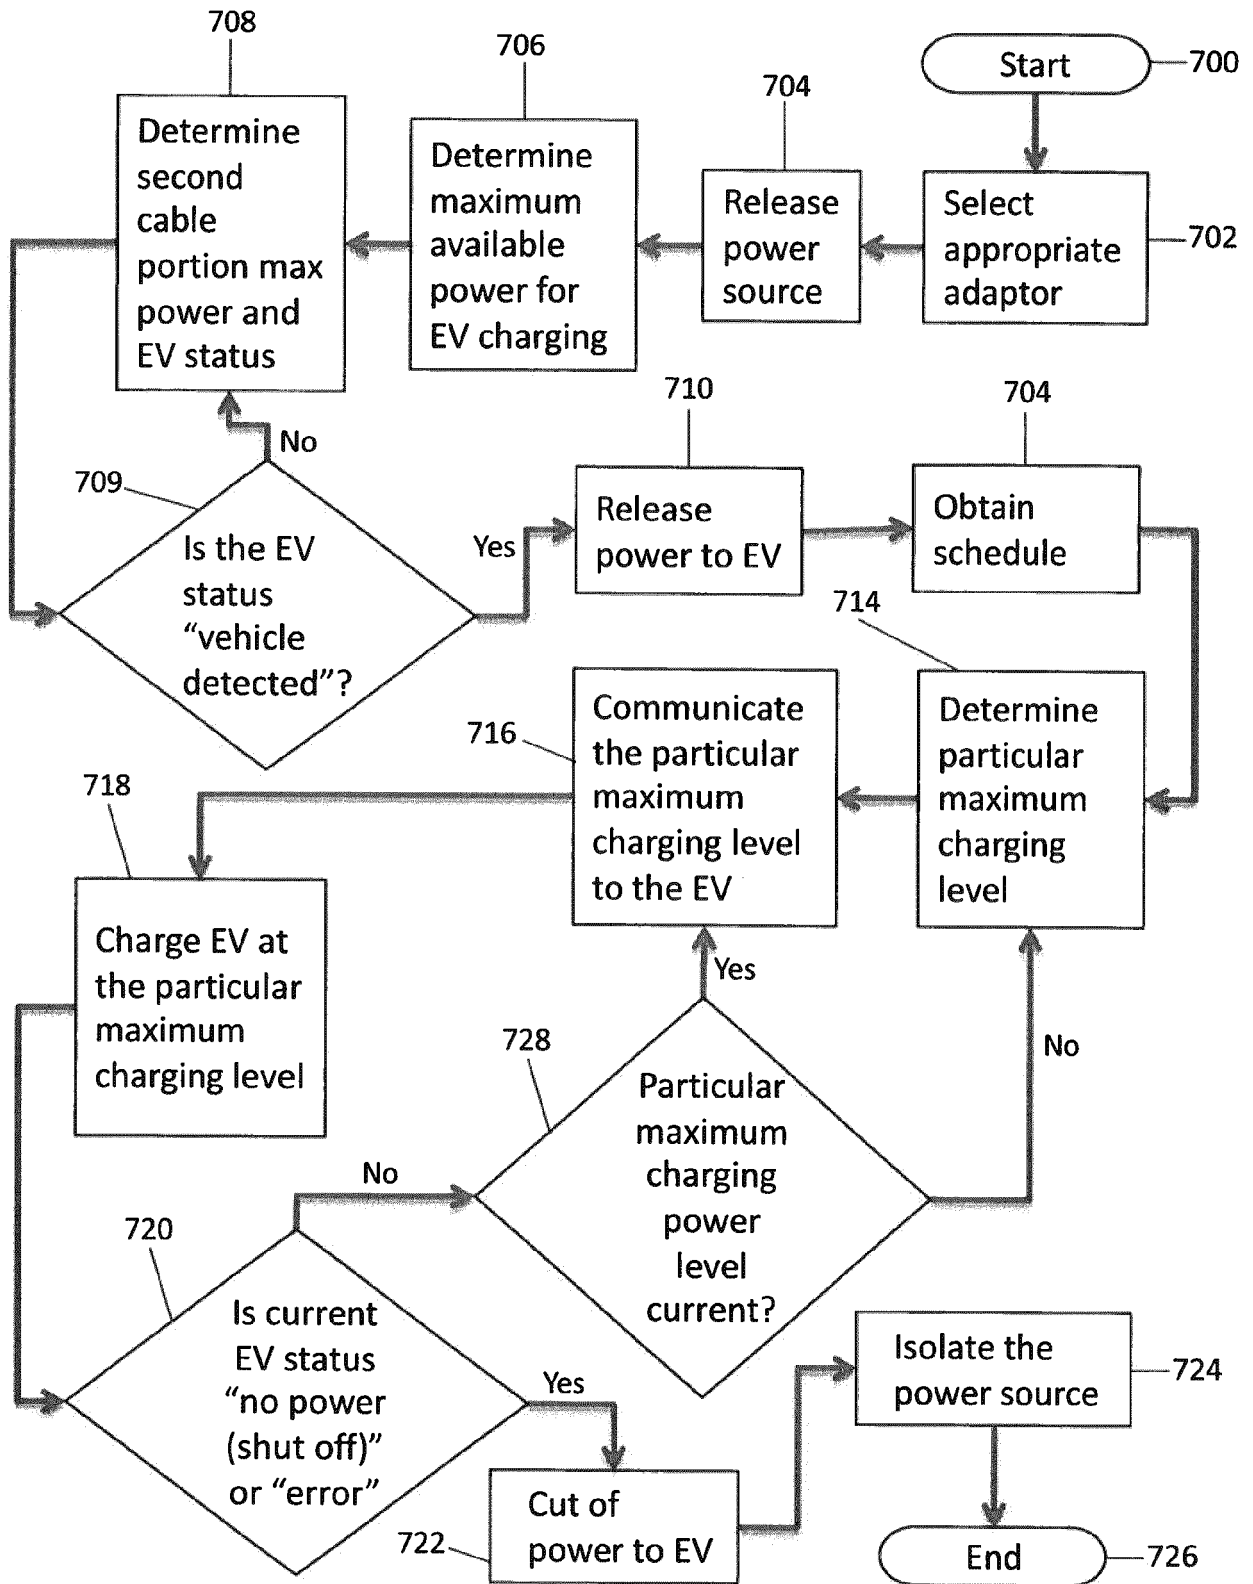 Start
700
Select
appropriate
adaptor
702
704
Release
power
source
706
Determine
maximum
available
power for
EV charging
708
Determine
second
cable
portion max
power and
EV status
709
Is the EV
status
“vehicle
detected”?
No
Yes
710
Release
power to EV
704
Obtain
schedule
714
Determine
particular
maximum
charging
level
716
Communicate
the particular
maximum
charging level
to the EV
718
Charge EV at
the particular
maximum
charging level
720
Is current
EV status
“no power
(shut off)”
or “error”
No
Yes
728
Particular
maximum
charging
power
level
current?
Yes
No
722
Cut of
power to EV
Isolate the
power source
724
End
726